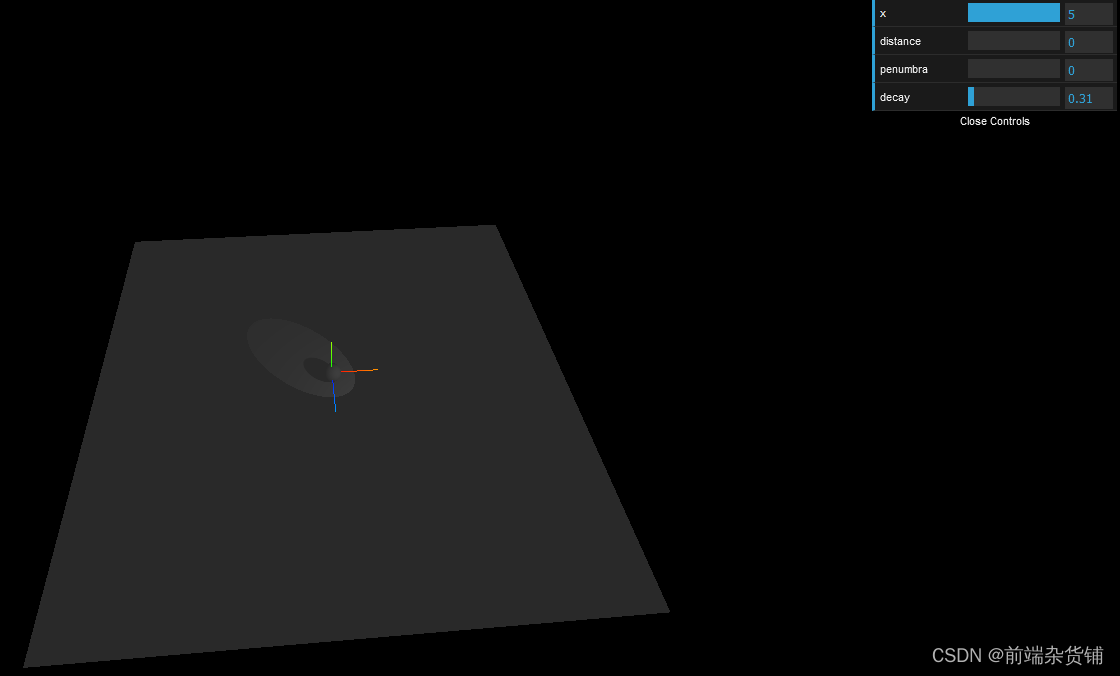 x 5
distance 0
penumbra 0
decay 0.31
Close Controls
CSDN @前端杂货铺